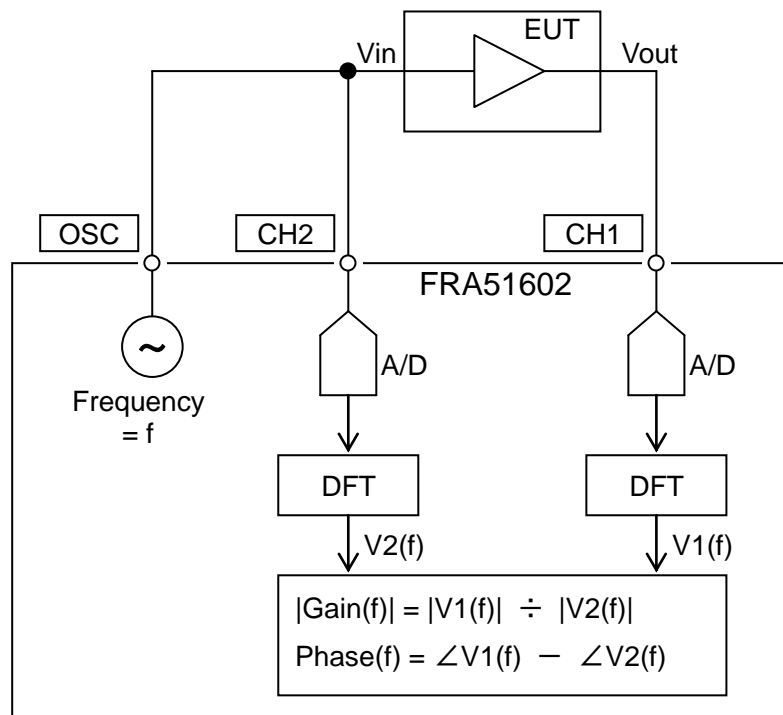 EUT
Vin
Vout
OSC
CH2
CH1
FRA51602
~
A/D
A/D
Frequency
= f
DFT
DFT
V2(f)
V1(f)
|Gain(f)| = |V1(f)| ÷ |V2(f)|
Phase(f) = ∠V1(f) − ∠V2(f)